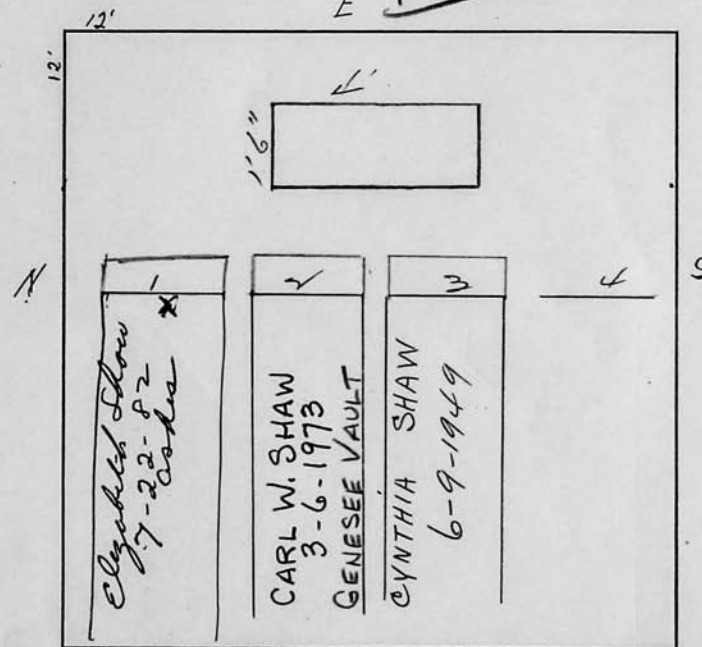 E
12'
12'
4'
1'6"
N
S
1
2
3
4
Elizabeth Shaw
7-22-82
ashes
X
CARL W. SHAW
3-6-1973
GENESEE VAULT
CYNTHIA SHAW
6-9-1949